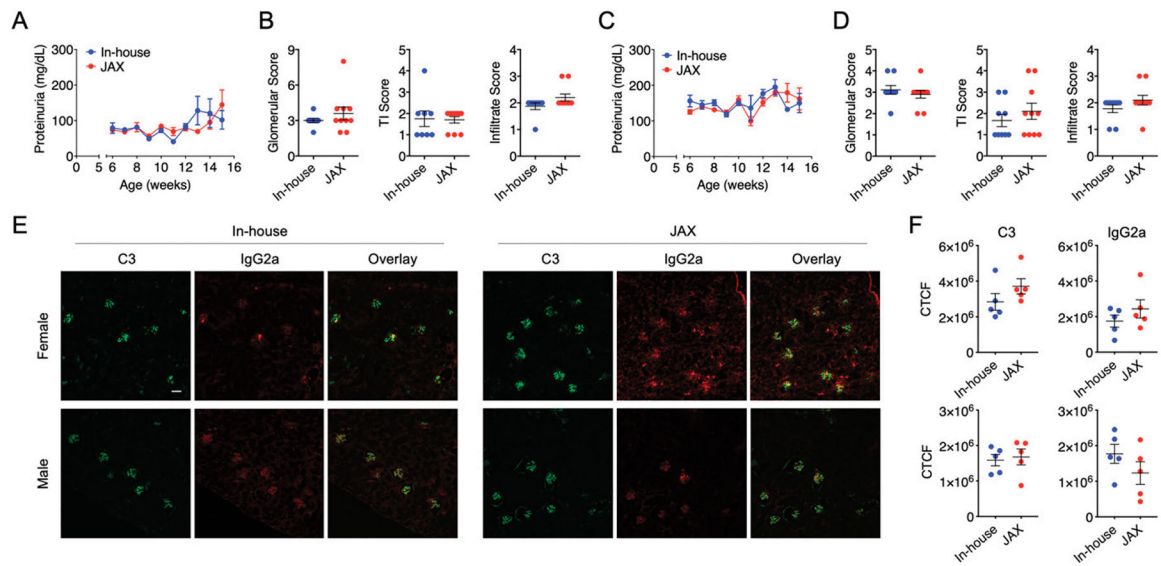 A
Proteinuria (mg/dL)
300
200
100
0
In-house
JAX
0 5 6 8 10 12 14 16
Age (weeks)
B
Glomerular Score
9
6
3
0
In-house
JAX
TI Score
5
4
3
2
1
0
In-house
JAX
Infiltrate Score
4
3
2
1
0
In-house
JAX
C
Proteinuria (mg/dL)
300
200
100
0
In-house
JAX
0 5 6 8 10 12 14 16
Age (weeks)
D
Glomerular Score
5
4
3
2
1
0
In-house
JAX
TI Score
5
4
3
2
1
0
In-house
JAX
Infiltrate Score
4
3
2
1
0
In-house
JAX
E
In-house
JAX
C3 IgG2a Overlay
C3 IgG2a Overlay
Female
Male
F
C3
IgG2a
CTCF
6×10⁶
4×10⁶
2×10⁶
0
In-house
JAX
6×10⁶
4×10⁶
2×10⁶
0
In-house
JAX
CTCF
3×10⁶
2×10⁶
1×10⁶
0
In-house
JAX
3×10⁶
2×10⁶
1×10⁶
0
In-house
JAX